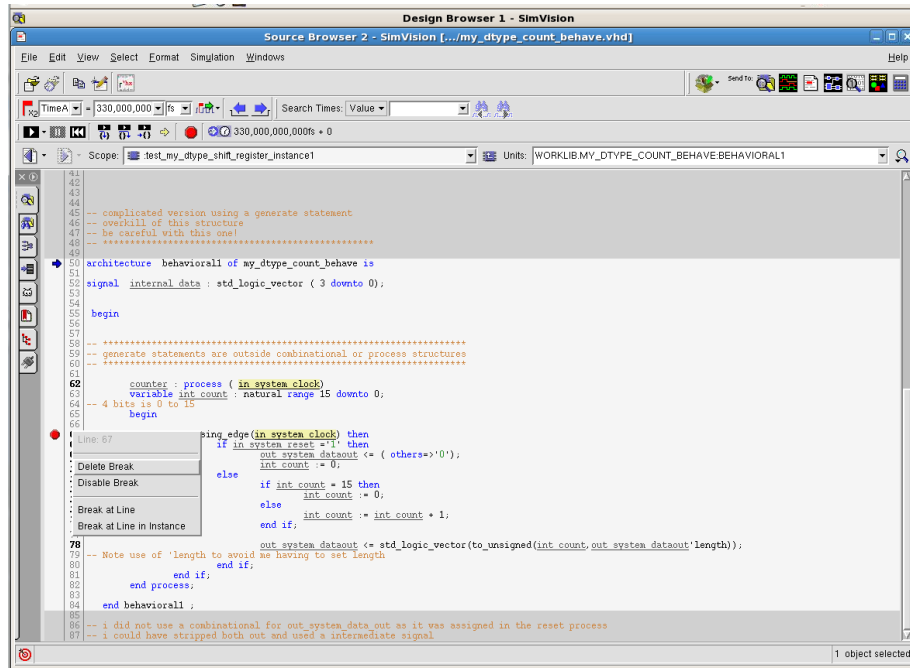 Design Browser 1 - SimVision
Source Browser 2 - SimVision [.../my_dtype_count_behave.vhd]
File Edit View Select Format Simulation Windows Help
Send to:
TimeA = 330,000,000 fs Search Times: Value
330,000,000,000fs + 0
Scope: :test_my_dtype_shift_register_instance1 Units: WORKLIB.MY_DTYPE_COUNT_BEHAVE:BEHAVIORAL1
41
42
43
44
45 -- complicated version using a generate statement
46 -- overkill of this structure
47 -- be careful with this one!
48 -- **************************************************
49
50 architecture behavioral1 of my_dtype_count_behave is
51
52 signal internal_data : std_logic_vector ( 3 downto 0);
53
54
55 begin
56
57
58 -- *******************************************************************
59 -- generate statements are outside combinational or process structures
60 -- *******************************************************************
61
62 counter : process ( in_system_clock)
63 variable int_count : natural range 15 downto 0;
64 -- 4 bits is 0 to 15
65 begin
66
sing_edge(in_system_clock) then
Line: 67
if in_system_reset ='1' then
out_system_dataout <= ( others=>'0');
int_count := 0;
Delete Break
else
Disable Break
if int_count = 15 then
int_count := 0;
else
Break at Line
int_count := int_count + 1;
Break at Line in Instance
end if;
78 out_system_dataout <= std_logic_vector(to_unsigned(int_count,out_system_dataout'length));
79 -- Note use of 'length to avoid me having to set length
80 end if;
81 end if;
82 end process;
83
84 end behavioral1 ;
85
86 -- i did not use a combinational for out_system_data_out as it was assigned in the reset process
87 -- i could have stripped both out and used a intermediate signal
1 object selected